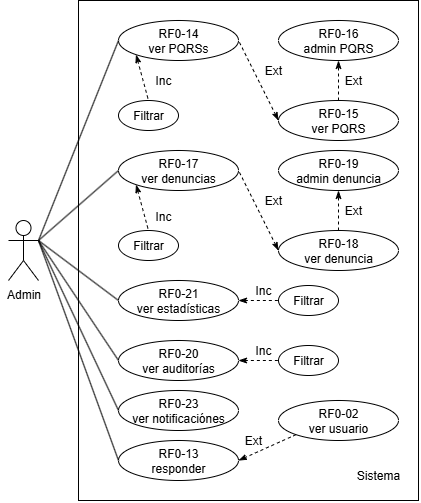 RF0-14
ver PQRSs
RF0-16
admin PQRS
Inc
Ext
Ext
Filtrar
RF0-15
ver PQRS
RF0-17
ver denuncias
RF0-19
admin denuncia
Inc
Ext
Ext
Filtrar
RF0-18
ver denuncia
Admin
RF0-21
ver estadísticas
Inc
Filtrar
RF0-20
ver auditorías
Inc
Filtrar
RF0-23
ver notificaciónes
RF0-02
ver usuario
Ext
RF0-13
responder
Sistema